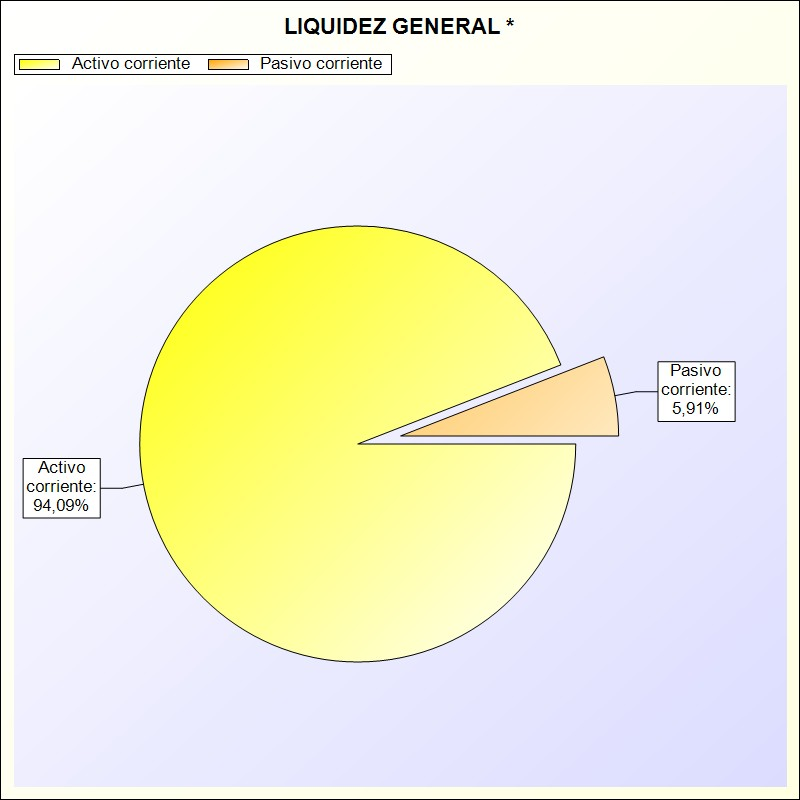 LIQUIDEZ GENERAL *
Activo corriente
Pasivo corriente
Pasivo
corriente:
5,91%
Activo
corriente:
94,09%